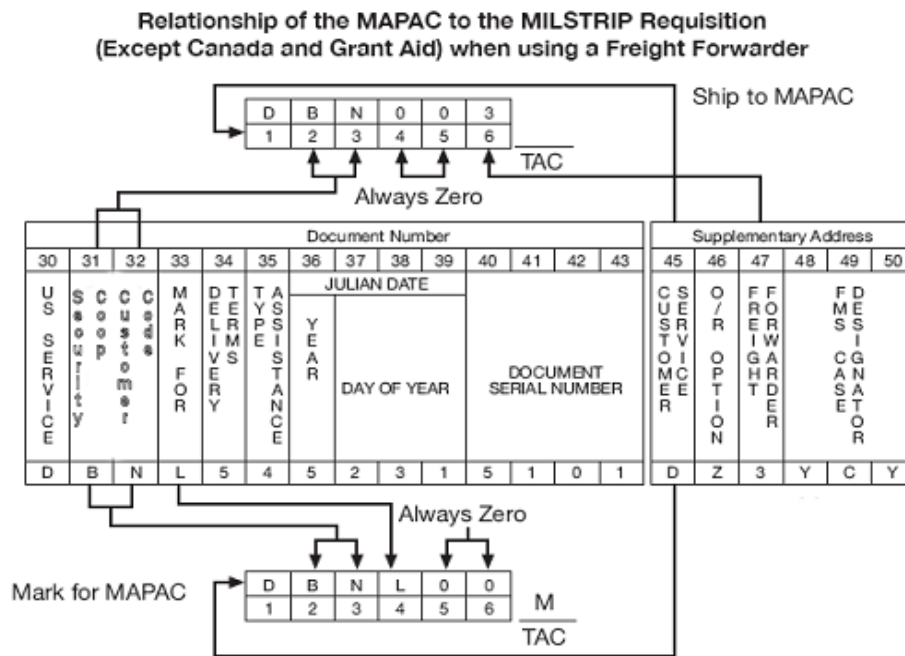 Relationship of the MAPAC to the MILSTRIP Requisition
(Except Canada and Grant Aid) when using a Freight Forwarder
Ship to MAPAC
D B N 0 0 3
1 2 3 4 5 6
TAC
Always Zero
Document Number
Supplementary Address
30 31 32 33 34 35 36 37 38 39 40 41 42 43 45 46 47 48 49 50
US SERVICE
Security
Coop
Customer
Code
MARK FOR
DELIVERY
TERMS
TYPE
ASSISTANCE
JULIAN DATE
YEAR
DAY OF YEAR
DOCUMENT
SERIAL NUMBER
CUSTOMER
SERVICE
O/R OPTION
FREIGHT
FORWARDER
FMS CASE
DESIGNATOR
D B N L 5 4 5 2 3 1 5 1 0 1 D Z 3 Y C Y
Always Zero
Mark for MAPAC
D B N L 0 0
1 2 3 4 5 6
M
TAC